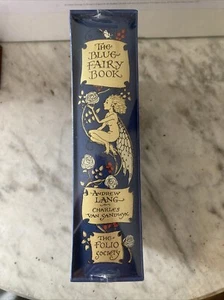 THE
BLUE
FAIRY
BOOK
ANDREW
LANG
CHARLES
VAN SANDWYK
THE
FOLIO
SOCIETY